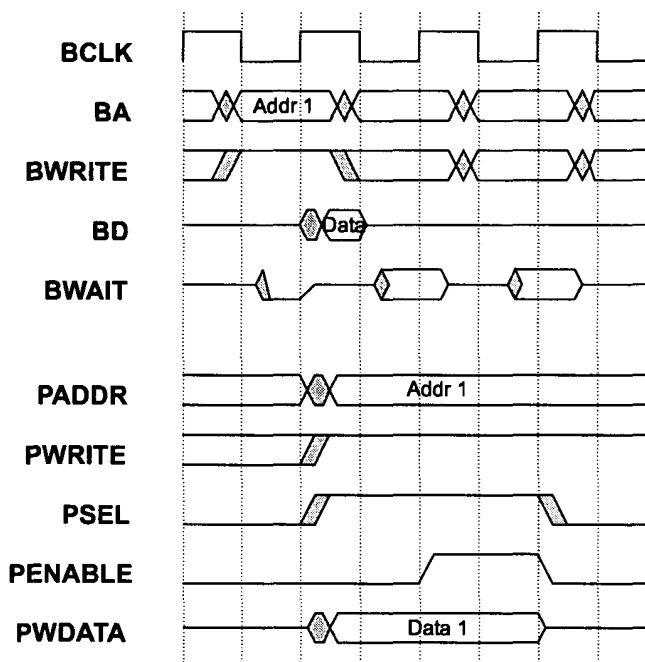 BCLK
BA Addr 1
BWRITE
BD Data
BWAIT
PADDR Addr 1
PWRITE
PSEL
PENABLE
PWDATA Data 1